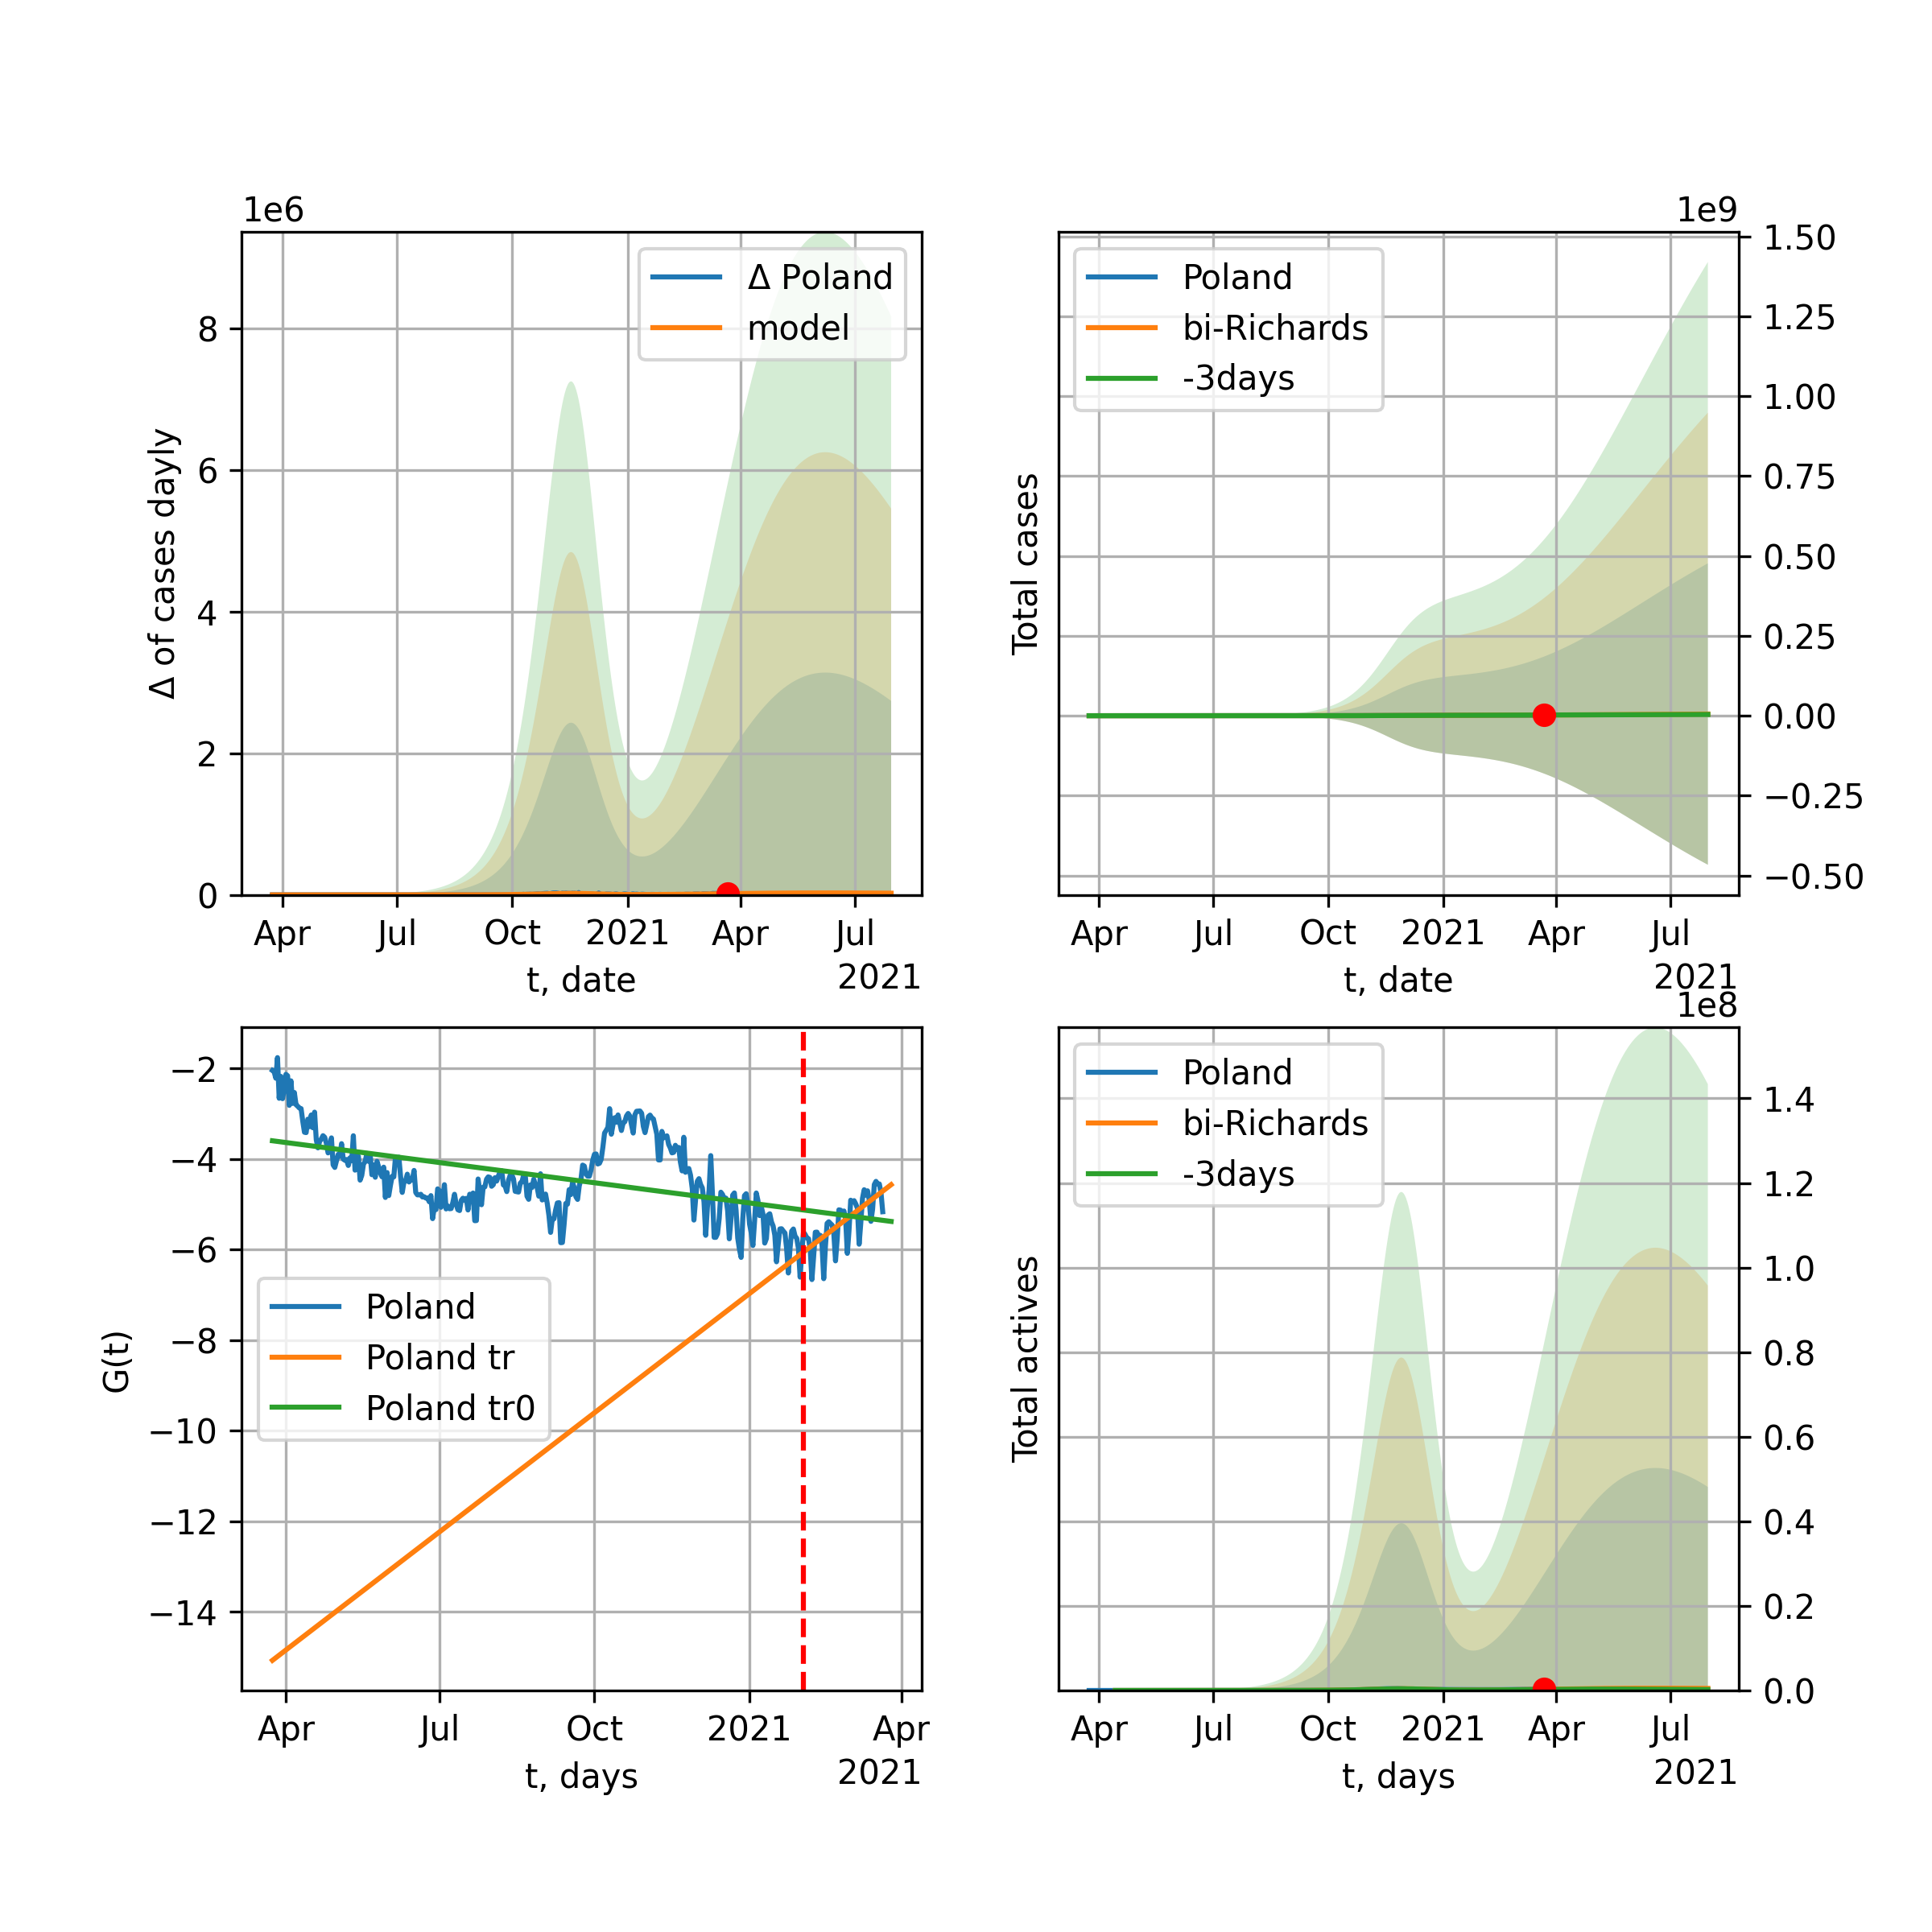 1e6
Δ Poland
model
Δ of cases dayly
8
6
4
2
0
Apr Jul Oct 2021 Apr Jul
t, date
2021
1e9
Poland
bi-Richards
-3days
Total cases
1.50
1.25
1.00
0.75
0.50
0.25
0.00
−0.25
−0.50
Apr Jul Oct 2021 Apr Jul
t, date
2021
Poland
Poland tr
Poland tr0
G(t)
−2
−4
−6
−8
−10
−12
−14
Apr Jul Oct 2021 Apr
t, days
2021
1e8
Poland
bi-Richards
-3days
Total actives
1.4
1.2
1.0
0.8
0.6
0.4
0.2
0.0
Apr Jul Oct 2021 Apr Jul
t, days
2021